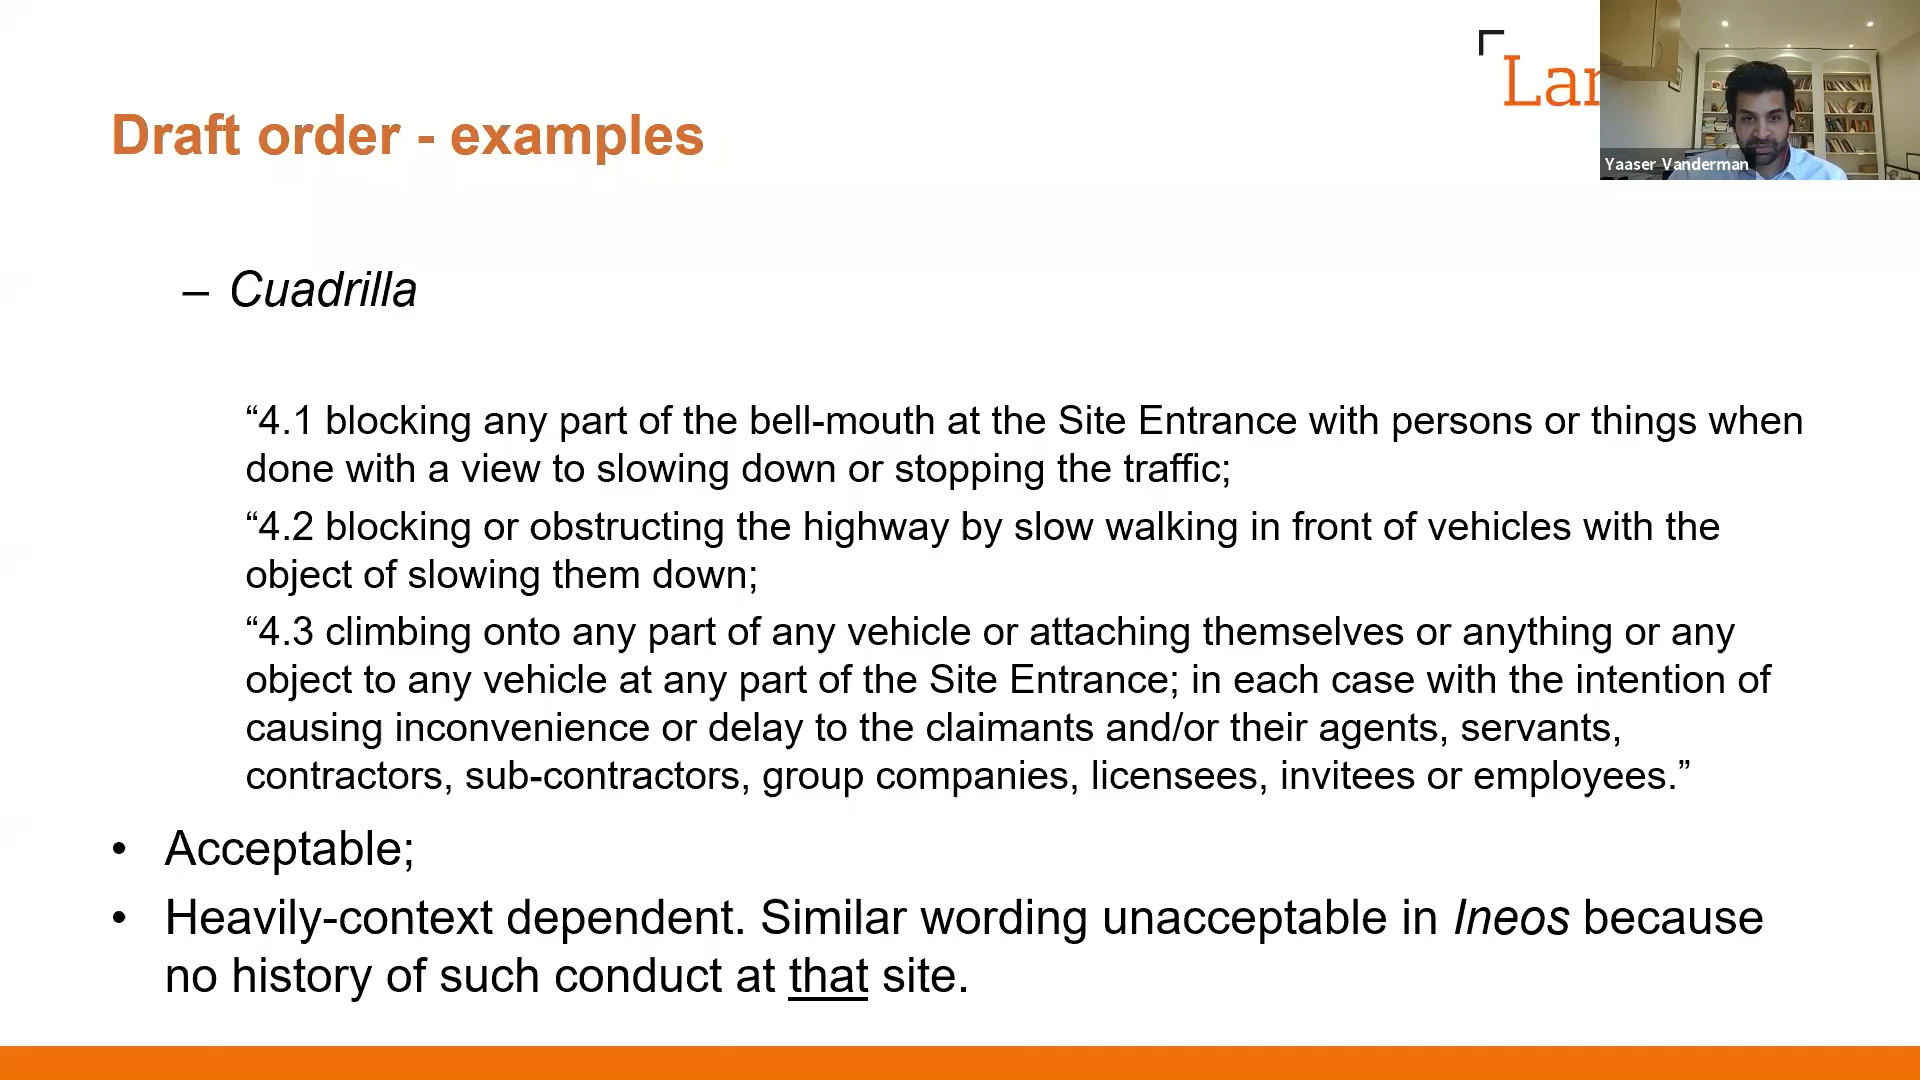 Lan
Yaaser Vanderman
Draft order - examples
– Cuadrilla
“4.1 blocking any part of the bell-mouth at the Site Entrance with persons or things when
done with a view to slowing down or stopping the traffic;
“4.2 blocking or obstructing the highway by slow walking in front of vehicles with the
object of slowing them down;
“4.3 climbing onto any part of any vehicle or attaching themselves or anything or any
object to any vehicle at any part of the Site Entrance; in each case with the intention of
causing inconvenience or delay to the claimants and/or their agents, servants,
contractors, sub-contractors, group companies, licensees, invitees or employees.”
• Acceptable;
• Heavily-context dependent. Similar wording unacceptable in Ineos because
no history of such conduct at that site.